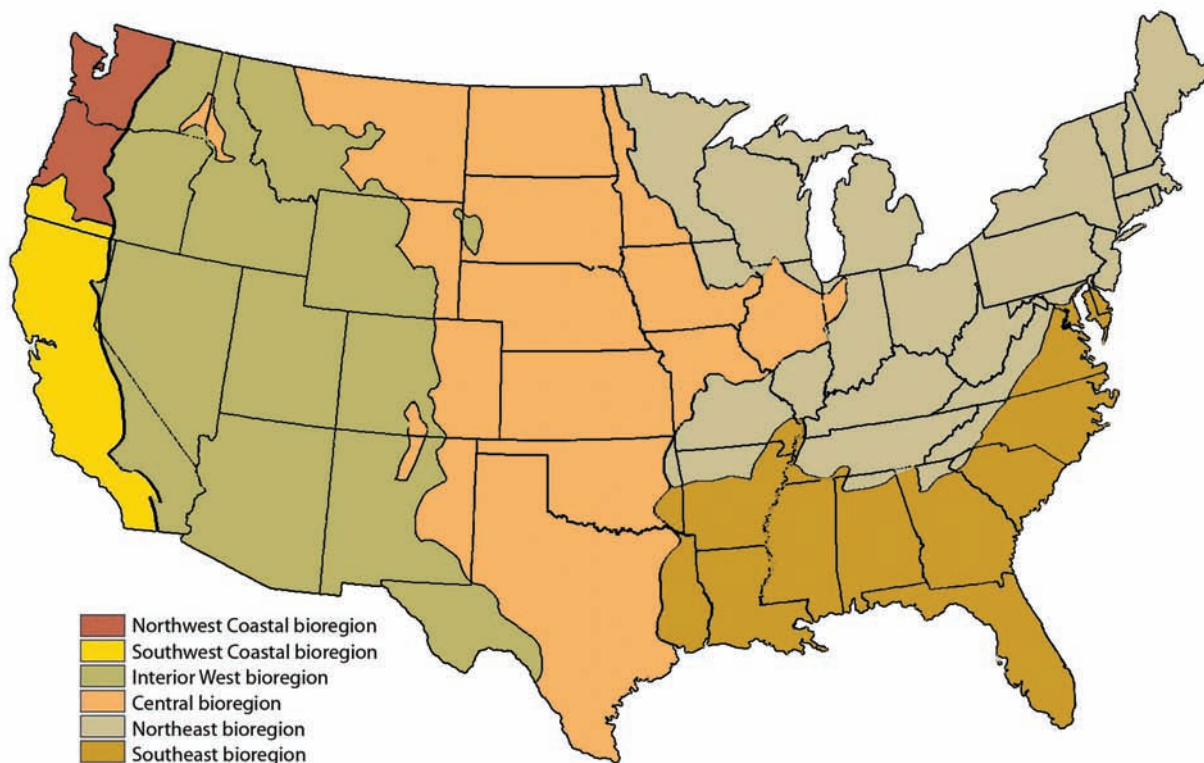 Northwest Coastal bioregion
Southwest Coastal bioregion
Interior West bioregion
Central bioregion
Northeast bioregion
Southeast bioregion